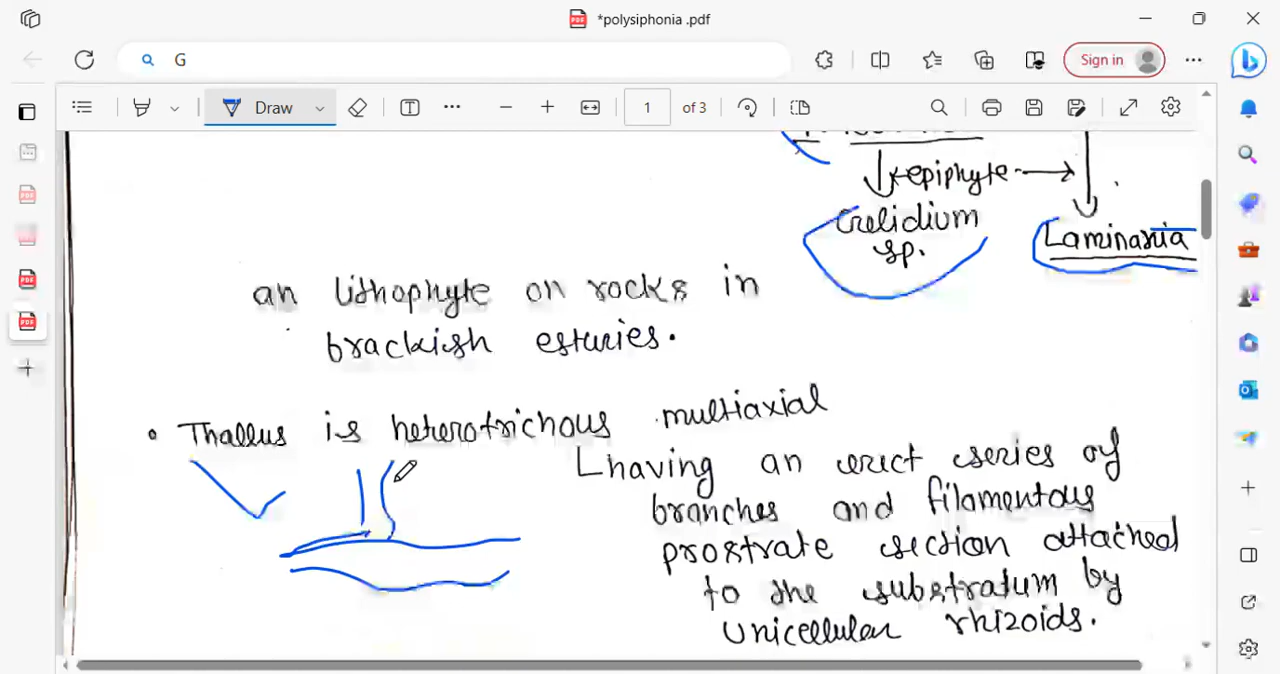 *polysiphonia .pdf
G
Sign in
Draw
1 of 3
epiphyte
Gelidium
sp.
Laminaria
an lithophyte on rocks in
brackish esturies.
• Thallus is heterotrichous multiaxial
having an erect series of
branches and filamentous
prostrate section attached
to the substratum by
unicellular rhizoids.